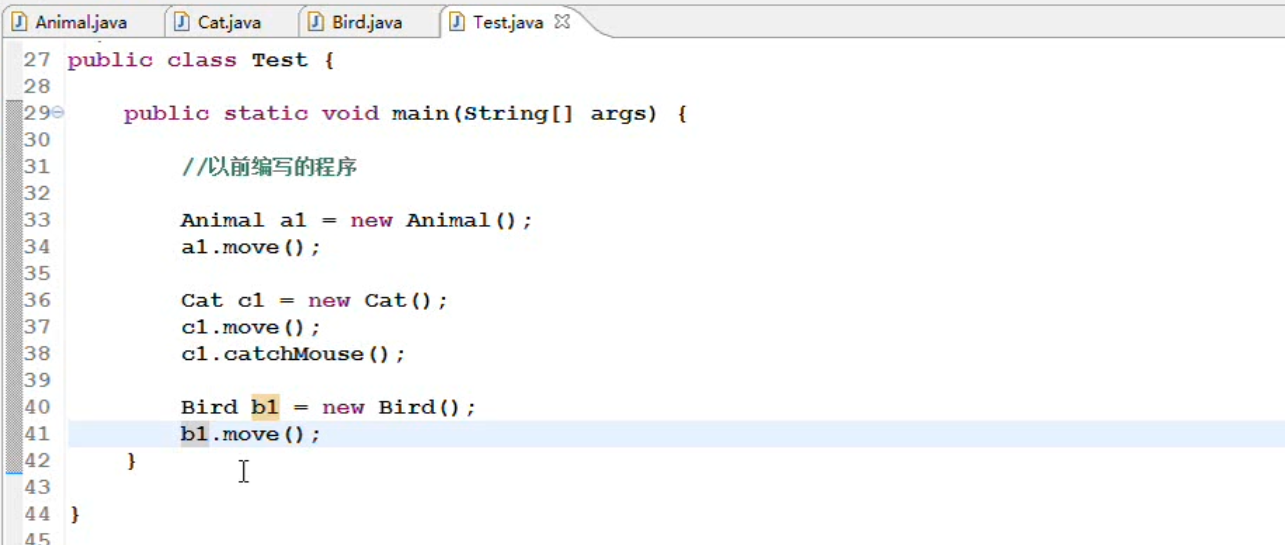 Animal.java Cat.java Bird.java Test.java
27 public class Test {
28
29 public static void main(String[] args) {
30
31 //以前编写的程序
32
33 Animal a1 = new Animal();
34 a1.move();
35
36 Cat c1 = new Cat();
37 c1.move();
38 c1.catchMouse();
39
40 Bird b1 = new Bird();
41 b1.move();
42 }
43
44 }
45